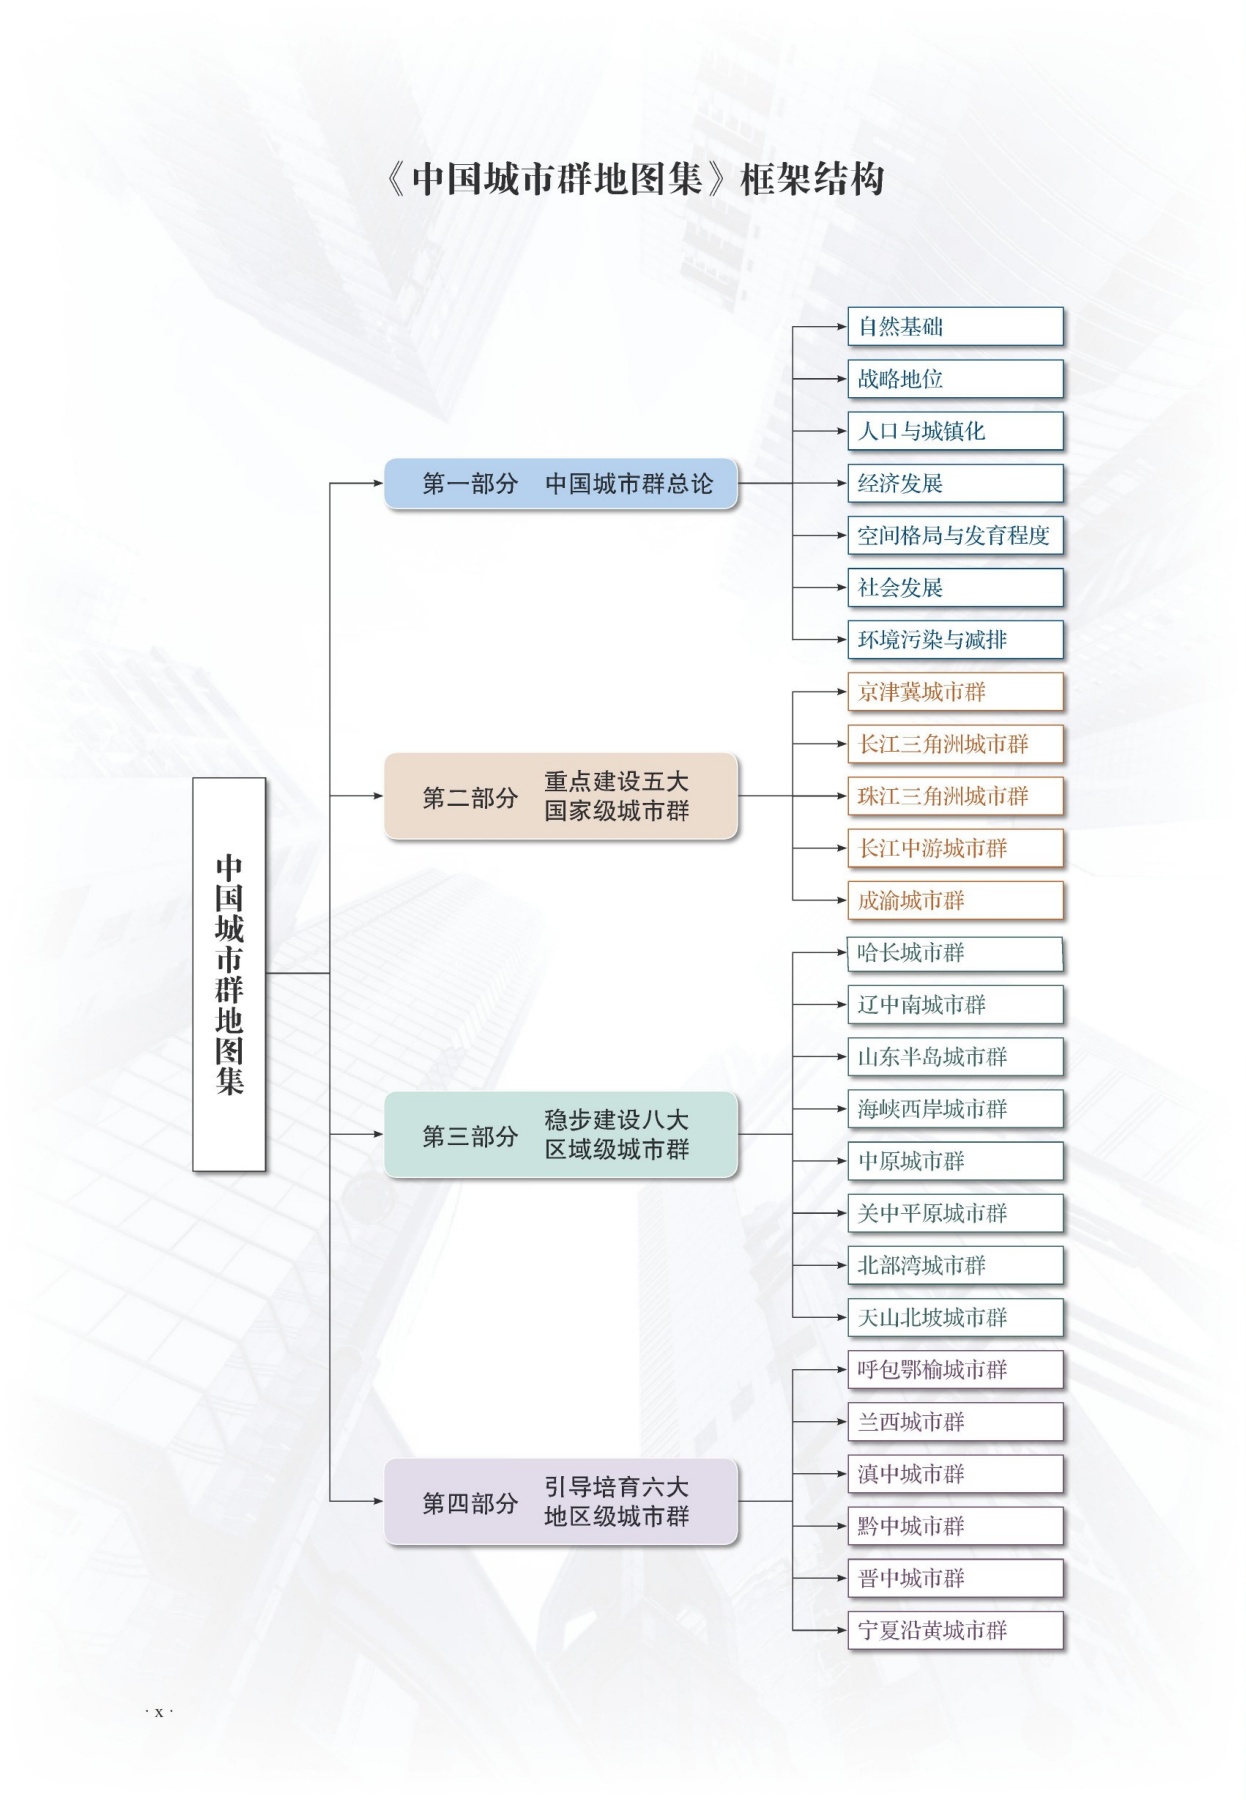 《中国城市群地图集》框架结构
中国城市群地图集
第一部分 中国城市群总论
自然基础
战略地位
人口与城镇化
经济发展
空间格局与发育程度
社会发展
环境污染与减排
第二部分 重点建设五大
国家级城市群
京津冀城市群
长江三角洲城市群
珠江三角洲城市群
长江中游城市群
成渝城市群
第三部分 稳步建设八大
区域级城市群
哈长城市群
辽中南城市群
山东半岛城市群
海峡西岸城市群
中原城市群
关中平原城市群
北部湾城市群
天山北坡城市群
第四部分 引导培育六大
地区级城市群
呼包鄂榆城市群
兰西城市群
滇中城市群
黔中城市群
晋中城市群
宁夏沿黄城市群
· x ·